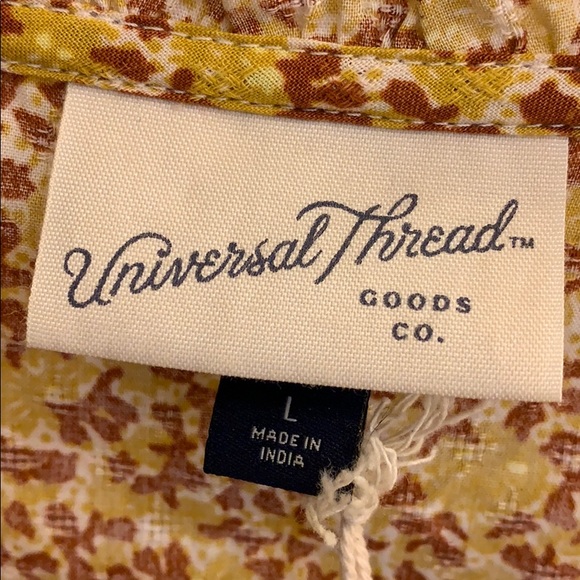 Universal Thread™
GOODS
CO.
L
MADE IN
INDIA